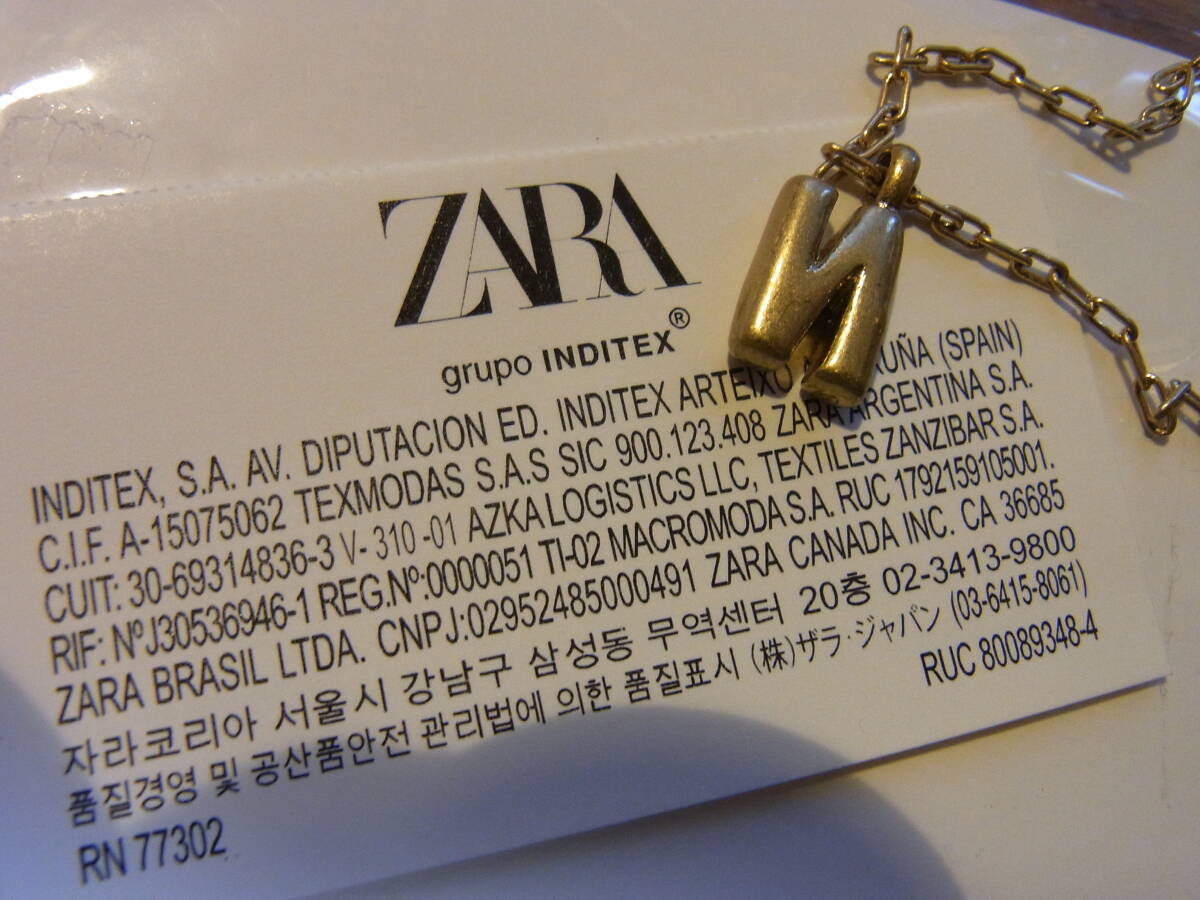 ZARA
grupo INDITEX®
INDITEX, S.A. AV. DIPUTACION ED. INDITEX ARTEIXO (SPAIN)
C.I.F. A-15075062 TEXMODAS S.A.S SIC 900.123.408 ZARA ARGENTINA S.A.
CUIT: 30-69314836-3 V- 310 -01 AZKA LOGISTICS LLC, TEXTILES ZANZIBAR S.A.
RIF: NºJ30536946-1 REG.Nº:0000051 TI-02 MACROMODA S.A. RUC 1792159105001.
ZARA BRASIL LTDA. CNPJ:02952485000491 ZARA CANADA INC. CA 36685
자라코리아 서울시 강남구 삼성동 무역센터 20층 02-3413-9800
품질경영 및 공산품안전 관리법에 의한 품질표시 (株)ザラ·ジャパン (03-6415-8061)
RN 77302
RUC 80089348-4